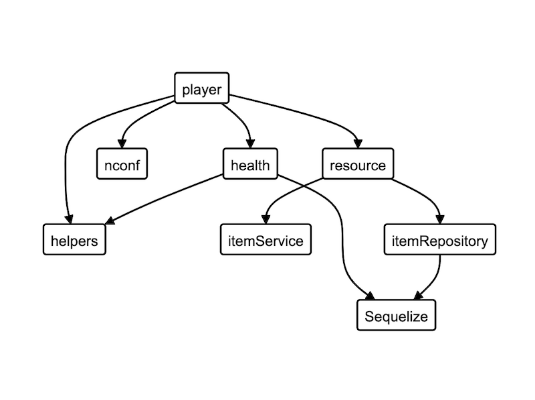 player
nconf
health
resource
helpers
itemService
itemRepository
Sequelize